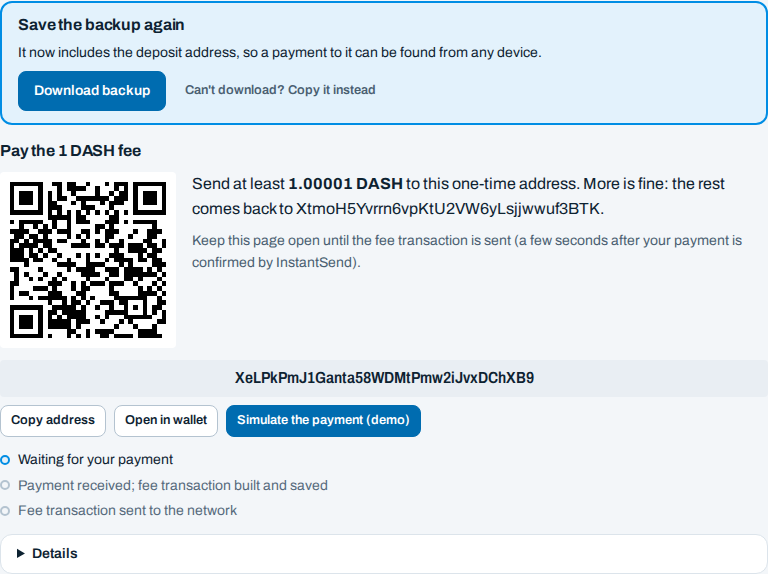 Save the backup again
It now includes the deposit address, so a payment to it can be found from any device.
Download backup
Can't download? Copy it instead
Pay the 1 DASH fee
Send at least 1.00001 DASH to this one-time address. More is fine: the rest
comes back to XtmoH5Yvrrn6vpKtU2VW6yLsjjwwuf3BTK.
Keep this page open until the fee transaction is sent (a few seconds after your payment is
confirmed by InstantSend).
XeLPkPmJ1Ganta58WDMtPmw2iJvxDChXB9
Copy address
Open in wallet
Simulate the payment (demo)
Waiting for your payment
Payment received; fee transaction built and saved
Fee transaction sent to the network
Details